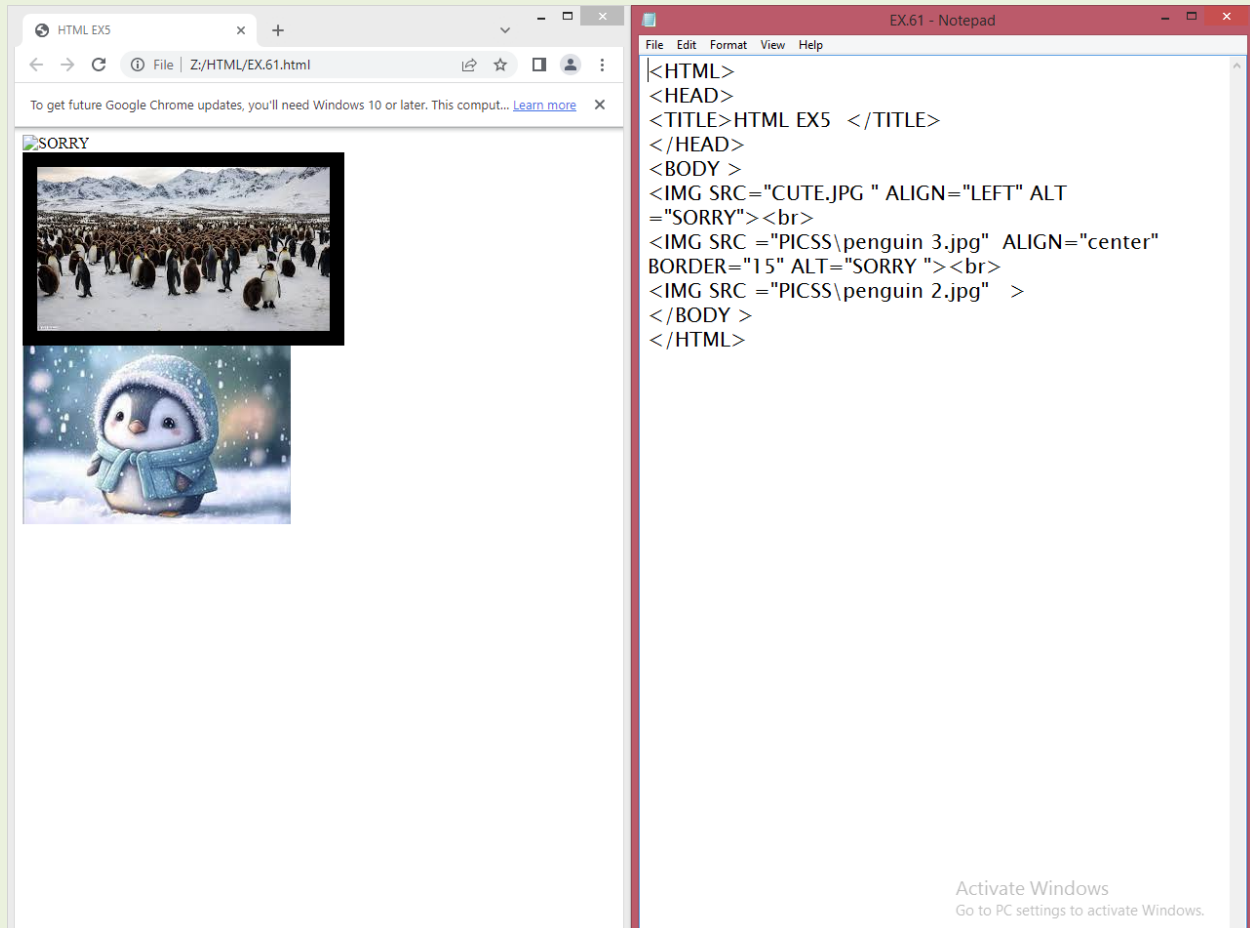 HTML EX5
File Z:/HTML/EX.61.html
To get future Google Chrome updates, you'll need Windows 10 or later. This comput... Learn more
SORRY
EX.61 - Notepad
File Edit Format View Help
<HTML>
<HEAD>
<TITLE>HTML EX5  </TITLE>
</HEAD>
<BODY >
<IMG SRC="CUTE.JPG " ALIGN="LEFT" ALT
="SORRY"><br>
<IMG SRC ="PICSS\penguin 3.jpg"  ALIGN="center"
BORDER="15" ALT="SORRY "><br>
<IMG SRC ="PICSS\penguin 2.jpg"   >
</BODY >
</HTML>
Activate Windows
Go to PC settings to activate Windows.